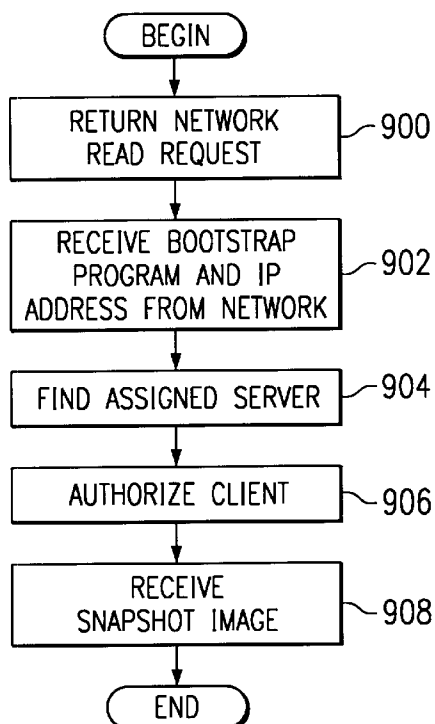 BEGIN
RETURN NETWORK
READ REQUEST
900
RECEIVE BOOTSTRAP
PROGRAM AND IP
ADDRESS FROM NETWORK
902
FIND ASSIGNED SERVER
904
AUTHORIZE CLIENT
906
RECEIVE
SNAPSHOT IMAGE
908
END